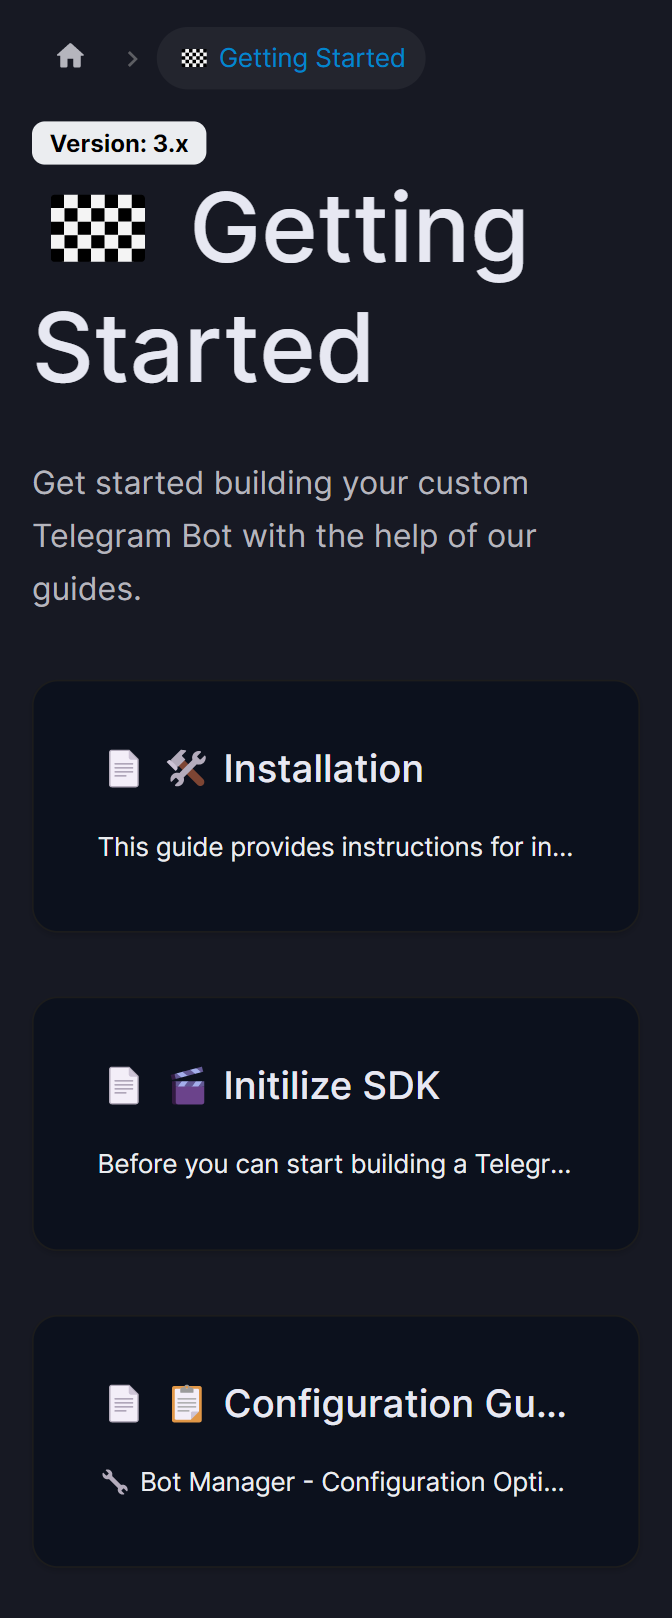 Getting Started
Version: 3.x
Getting
Started
Get started building your custom
Telegram Bot with the help of our
guides.
Installation
This guide provides instructions for in...
Initilize SDK
Before you can start building a Telegr...
Configuration Gu...
Bot Manager - Configuration Opti...